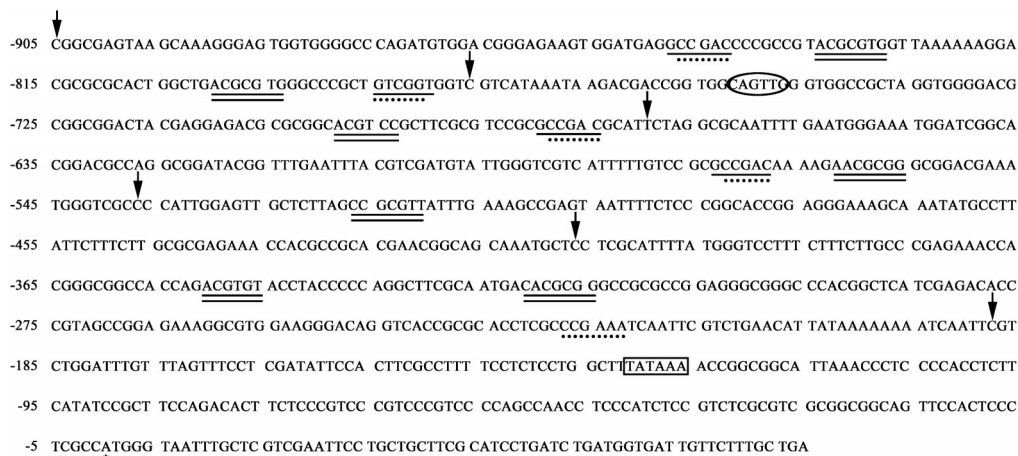 -905 CGGCGAGTAA GCAAAGGGAG TGGTGGGGCC CAGATGTGGA CGGGAGAAGT GGATGAGGCC GACCCCGCCG TACGCGTGGT TAAAAAAGGA
-815 CGCGCGCACT GGCTGACGCG TGGGCCCGCT GTCGGTGGTC GTCATAAATA AGACGACCGG TGGCAGTTGG GTGGCCGCTA GGTGGGGACG
-725 CGGCGGACTA CGAGGAGACG CGCGGCACGT CCGCTTCGCG TCCGCGCCGA CGCATTCTAG GCGCAATTTT GAATGGGAAA TGGATCGGCA
-635 CGGACGCCAG GCGGATACGG TTTGAATTTA CGTCGATGTA TTGGGTCGTC ATTTTTGTCC GCGCCGACAA AAGAACGCGG GCGGACGAAA
-545 TGGGTCGCCC CATTGGAGTT GCTCTTAGCC GCGTTATTTG AAAGCCGAGT AATTTTCTCC CGGCACCGGA GGGAAAGCA AATATGCCTT
-455 ATTCTTTCTT GCGCGAGAAA CCACGCCGCA CGAACGGCAG CAAATGCTCC TCGCATTTTA TGGGTCCTTT CTTTCTTGCC CGAGAAACCA
-365 CGGGCGGCCA CCAGACGTGT ACCTACCCCC AGGCTTCGCA ATGACACGCG GGCCGCGCCG GAGGGCGGGC CCACGGCTCA TCGAGACACC
-275 CGTAGCCGGA GAAAGGCGTG GAAGGGACAG GTCACCGCGC ACCTCGCCCG AAATCAATTC GTCTGAACAT TATAAAAAAA ATCAATTCGT
-185 CTGGATTTGT TTAGTTTCCT CGATATTCCA CTTCGCCTTT TCCTCTCCTGG GCTTTATAAA ACCGGCGGCA TTAAACCCTC CCCACCTCTT
-95 CATATCCGCT TCCAGACACT TCTCCCGTCC CGTCCCGTCC CCAGCCAACC TCCCATCTCC GTCTCGCGTC GCGGCGGCAG TTCCACTCCC
-5 TCGCCATGGG TAATTTGCTC GTCGAATTCC TGCTGCTTCG CATCCTGATC TGATGGTGAT TGTTCTTTGC TGA